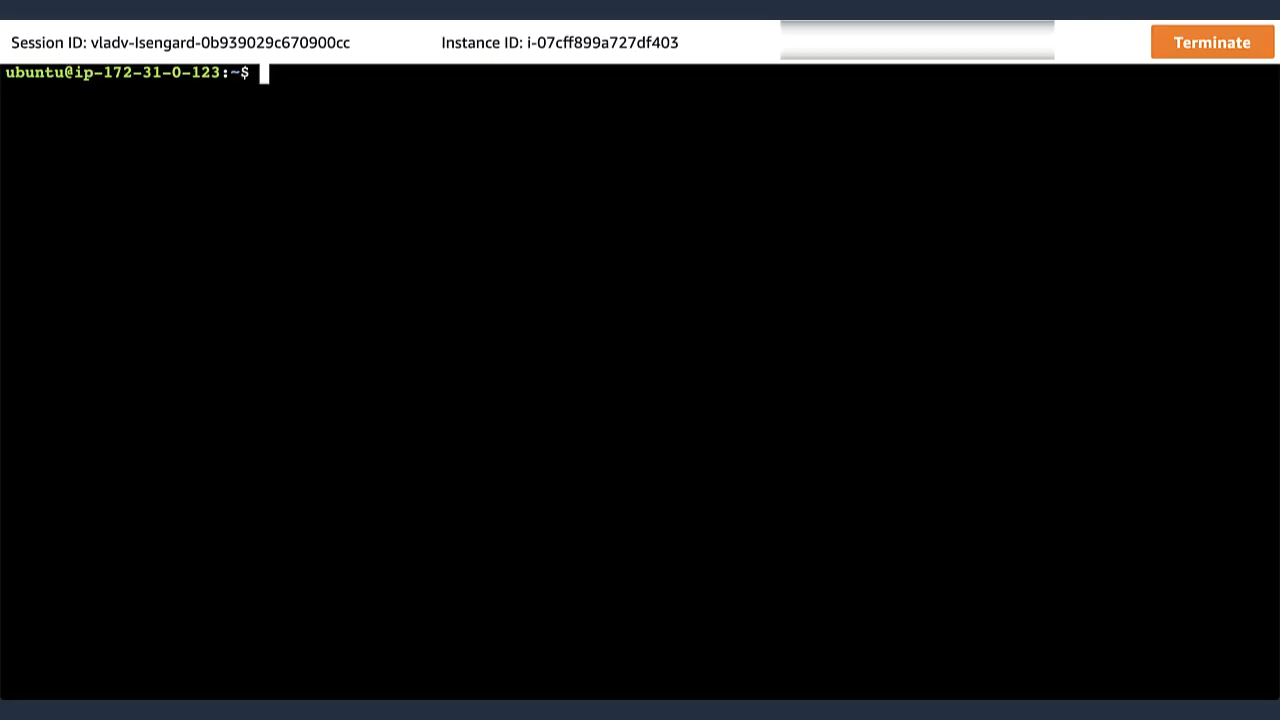 Session ID: vladv-Isengard-0b939029c670900cc
Instance ID: i-07cff899a727df403
Terminate
ubuntu@ip-172-31-0-123:~$